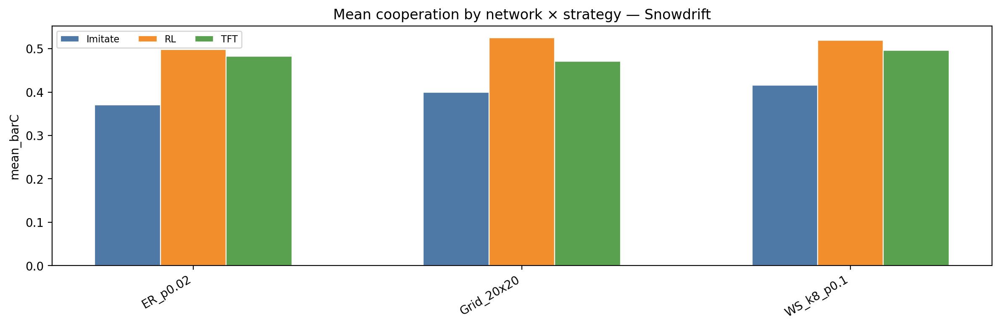 Mean cooperation by network × strategy — Snowdrift
Imitate RL TFT
mean_barC
0.5
0.4
0.3
0.2
0.1
0.0
ER_p0.02 Grid_20x20 WS_k8_p0.1